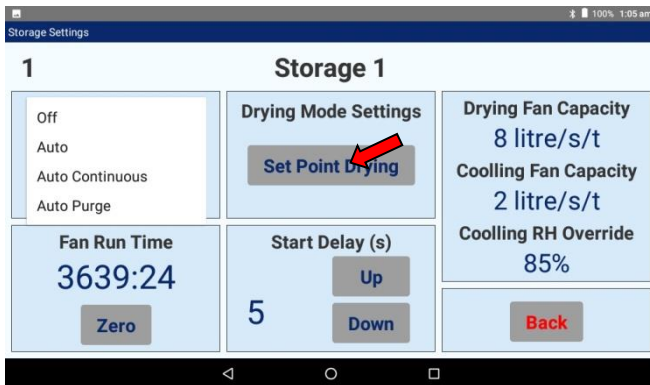 100% 1:05 am
Storage Settings
1
Storage 1
Off
Auto
Auto Continuous
Auto Purge
Drying Mode Settings
Set Point Drying
Drying Fan Capacity
8 litre/s/t
Coolling Fan Capacity
2 litre/s/t
Coolling RH Override
85%
Fan Run Time
3639:24
Zero
Start Delay (s)
5
Up
Down
Back